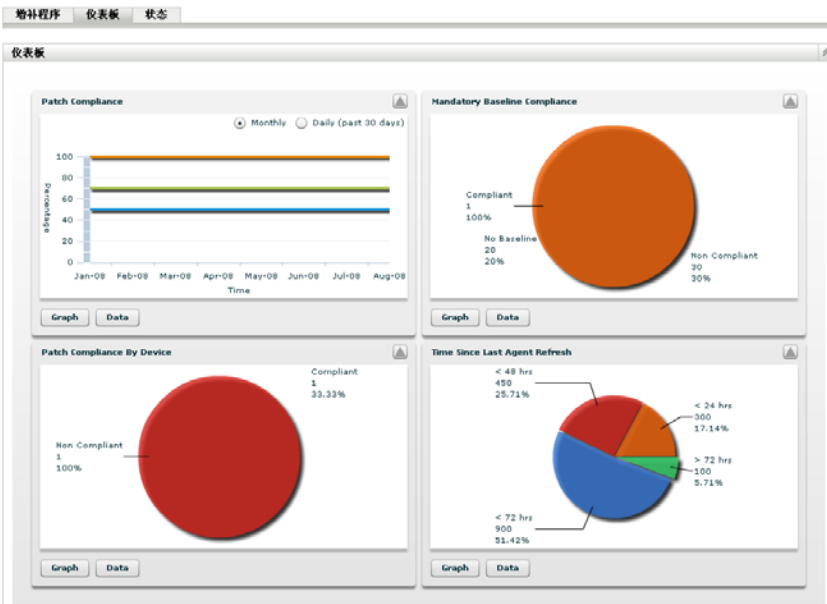 增补程序 仪表板 状态
仪表板
Patch Compliance
Monthly Daily (past 30 days)
100
80
60
40
20
0
Percentage
Jan-08 Feb-08 Mar-08 Apr-08 May-08 Jun-08 Jul-08 Aug-08
Time
Graph Data
Mandatory Baseline Compliance
Compliant
1
100%
No Baseline
20
20%
Non Compliant
30
30%
Graph Data
Patch Compliance By Device
Compliant
1
33.33%
Non Compliant
1
100%
Graph Data
Time Since Last Agent Refresh
< 48 hrs
450
25.71%
< 24 hrs
300
17.14%
> 72 hrs
100
5.71%
< 72 hrs
900
51.42%
Graph Data